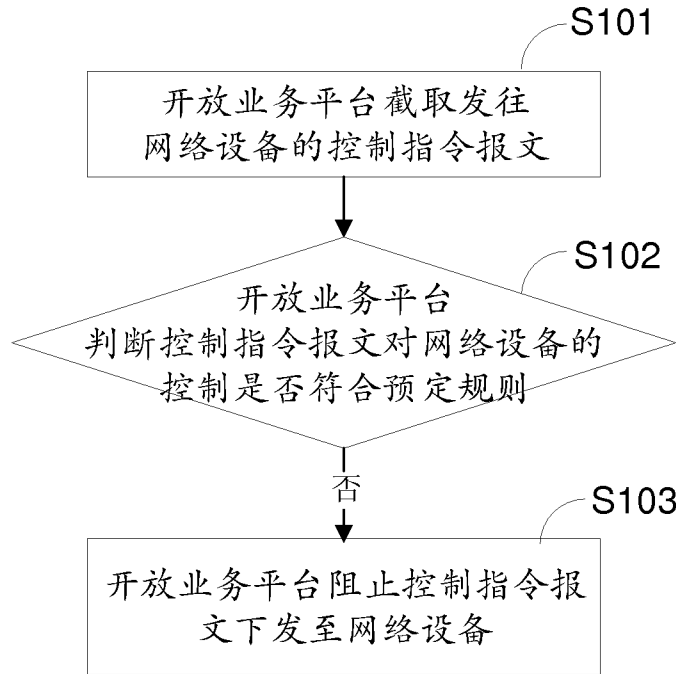 S101
开放业务平台截取发往
网络设备的控制指令报文
S102
开放业务平台
判断控制指令报文对网络设备的
控制是否符合预定规则
否
S103
开放业务平台阻止控制指令报
文下发至网络设备